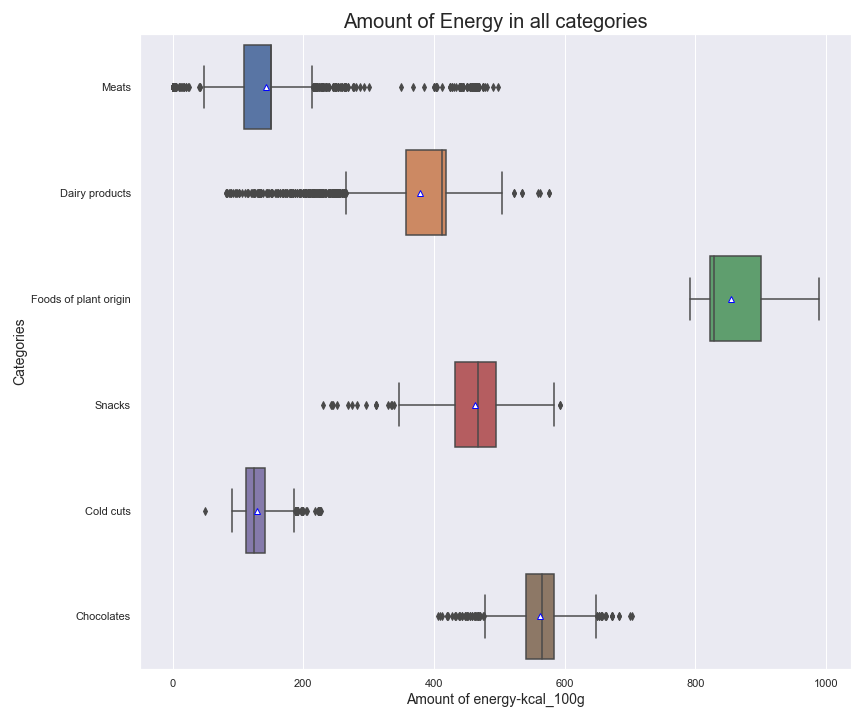 Amount of Energy in all categories
Categories
Meats
Dairy products
Foods of plant origin
Snacks
Cold cuts
Chocolates
0 200 400 600 800 1000
Amount of energy-kcal_100g